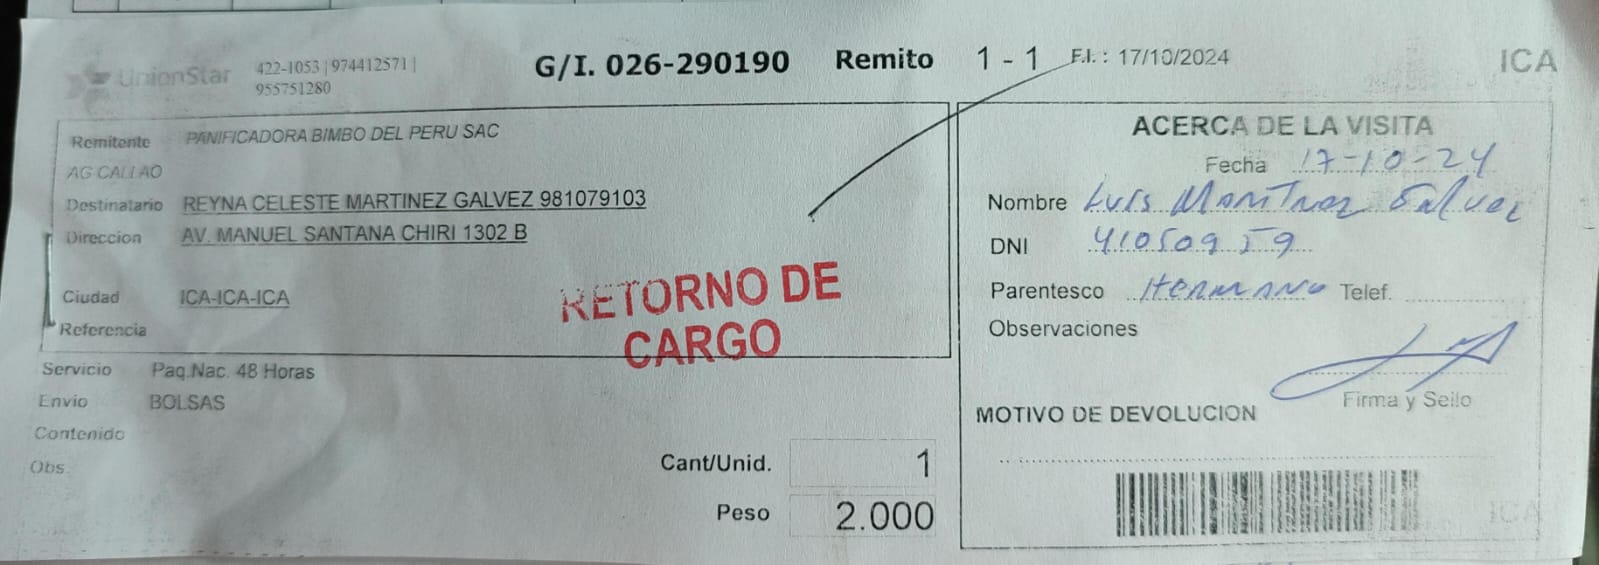 UnionStar 422-1053 | 974412571 |
955751280
G/I. 026-290190 Remito 1 - 1 F.I. : 17/10/2024 ICA
Remitente PANIFICADORA BIMBO DEL PERU SAC
AG CALLAO
Destinatario REYNA CELESTE MARTINEZ GALVEZ 981079103
Direccion AV. MANUEL SANTANA CHIRI 1302 B
Ciudad ICA-ICA-ICA
Referencia
RETORNO DE
CARGO
Servicio Paq.Nac. 48 Horas
Envio BOLSAS
Contenido
Obs.
Cant/Unid. 1
Peso 2.000
ACERCA DE LA VISITA
Fecha 17-10-24
Nombre Luis Martinez Galvez
DNI 41050959
Parentesco Hermano Telef.
Observaciones
Firma y Sello
MOTIVO DE DEVOLUCION
ICA